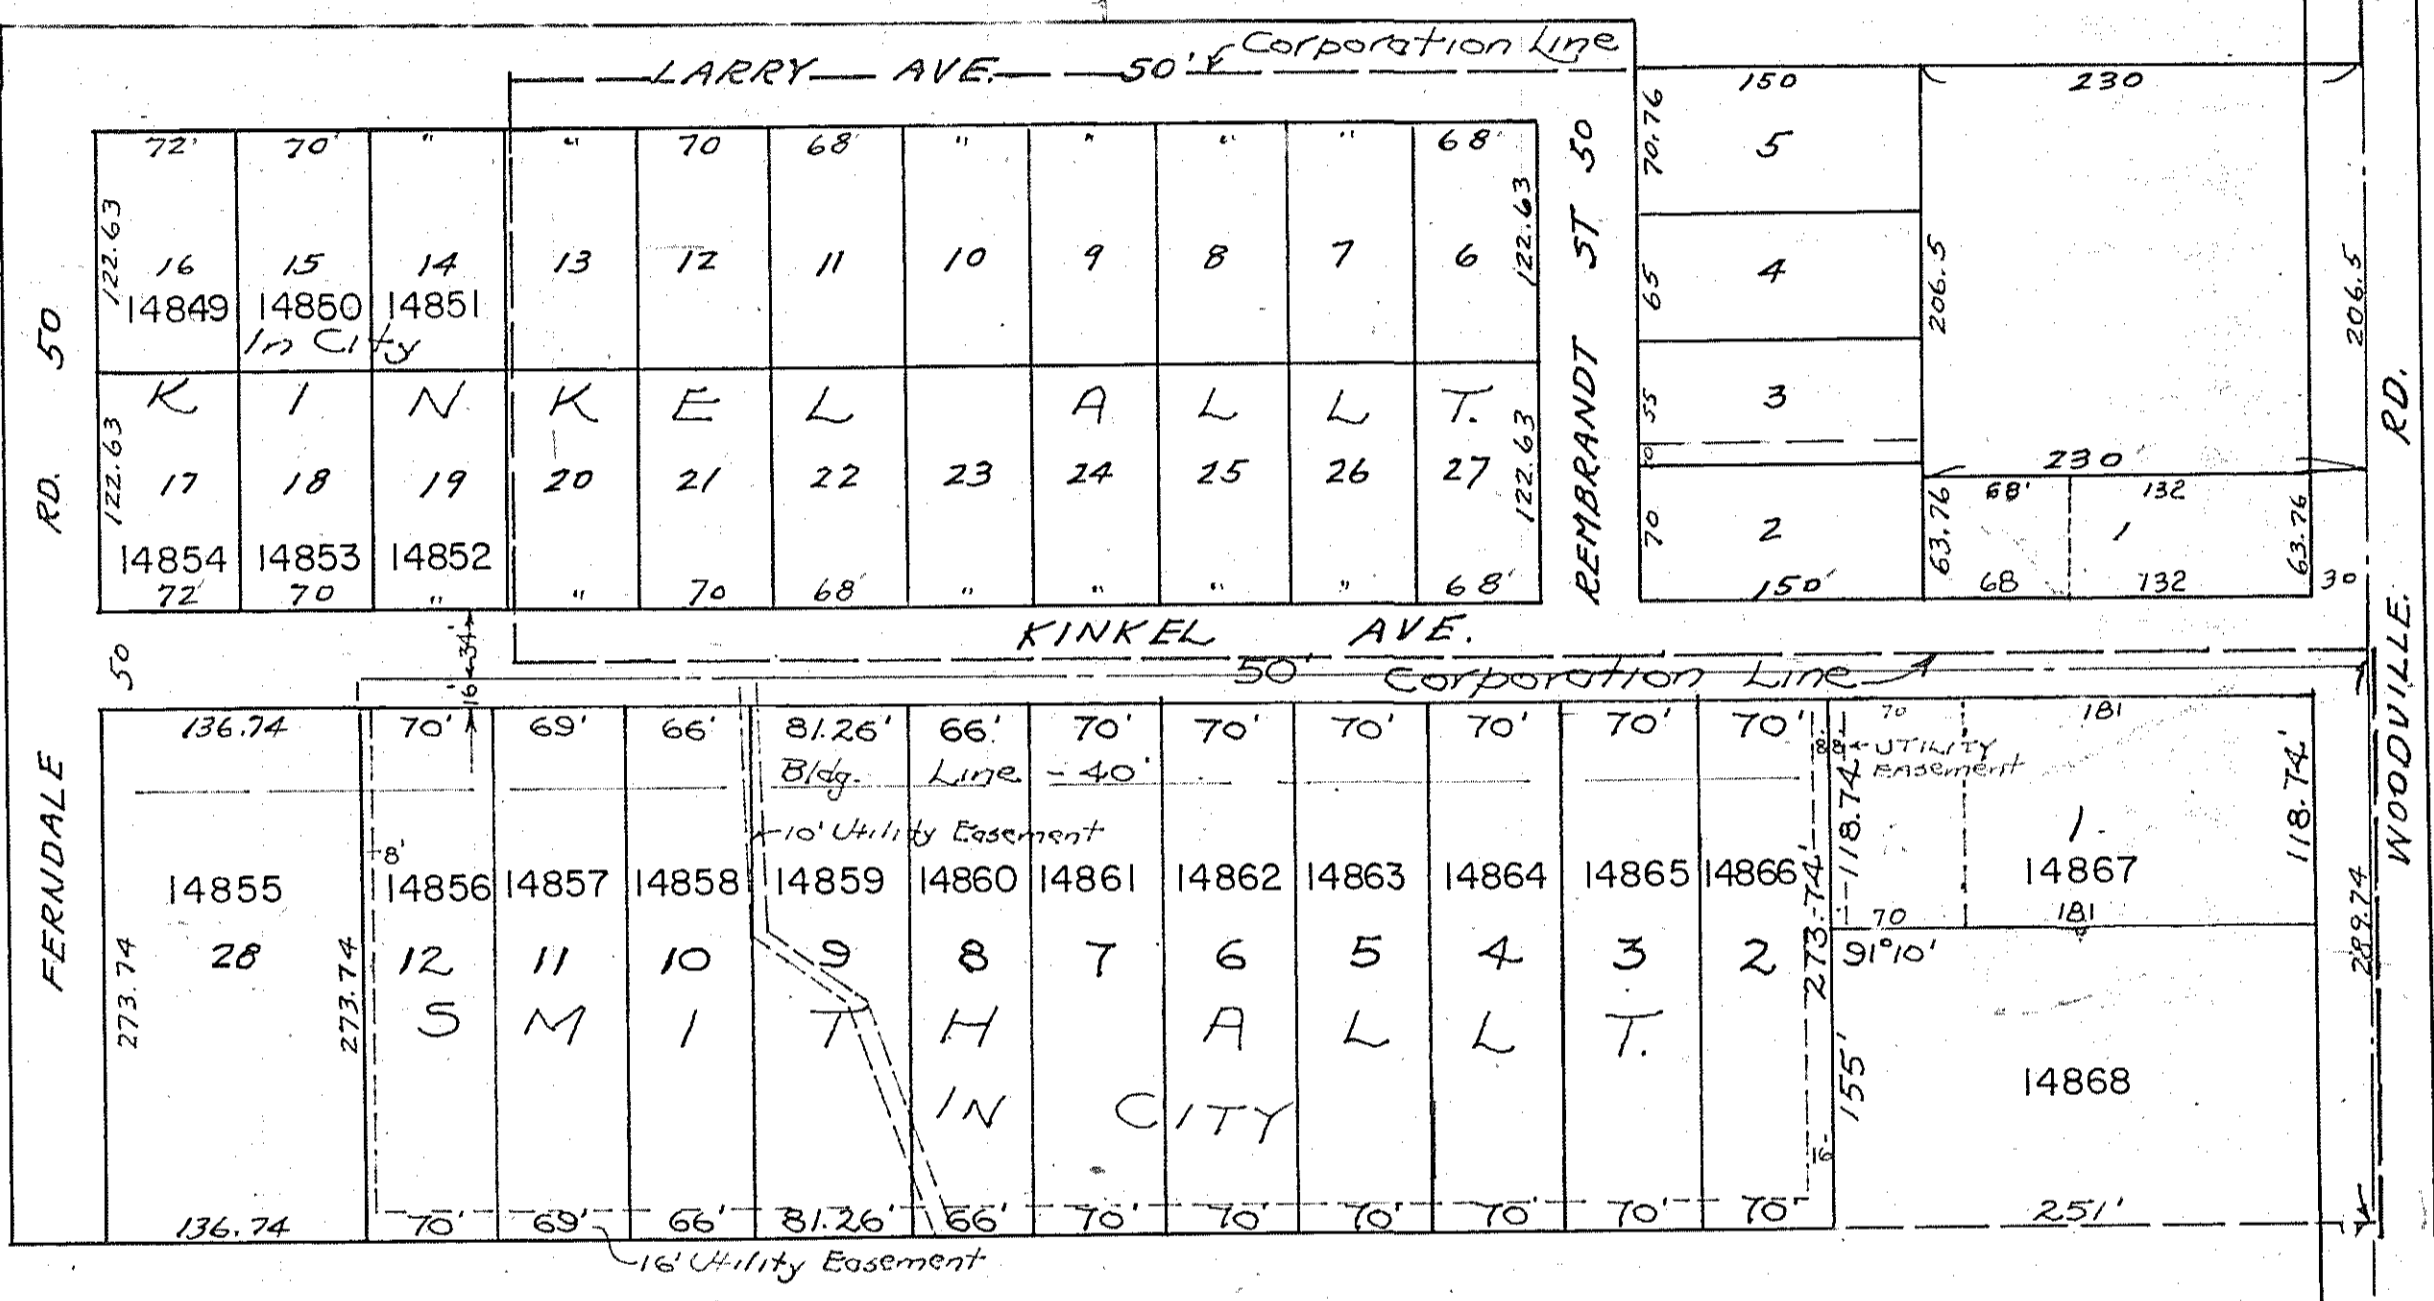 Corporation Line
LARRY AVE. 50'
72' 70' " " 70 68' " " " " 68'
122.63 122.63
16 15 14 13 12 11 10 9 8 7 6
14849 14850 14851
In City
K I N K E L A L L T.
122.63 122.63
17 18 19 20 21 22 23 24 25 26 27
14854 14853 14852
72' 70 " " 70 68' " " " " 68'
REMBRANDT ST 50
150
70.76 5
65 4
55 3
10
70 2
150'
230
206.5 206.5
230
68' 132
63.76 1 63.76
68 132 30
KINKEL AVE.
50'
Corporation Line
34'
16'
50
FERNDALE RD. 50
WOODVILLE RD.
136.74 70' 69' 66' 81.26' 66' 70' 70' 70' 70' 70' 70' 70 181
8' 8' UTILITY
Easement
Bldg. Line - 40'
10' Utility Easement
8'
118.74' 1 118.74'
14855 14856 14857 14858 14859 14860 14861 14862 14863 14864 14865 14866 14867
70 181
28 12 11 10 9 8 7 6 5 4 3 2
91°10'
273.74 273.74 273.74' 289.74
S M I T H A L L T.
IN CITY
155' 14868
16'
136.74 70' 69' 66' 81.26' 66' 70' 70' 70' 70' 70' 70' 251'
16' Utility Easement